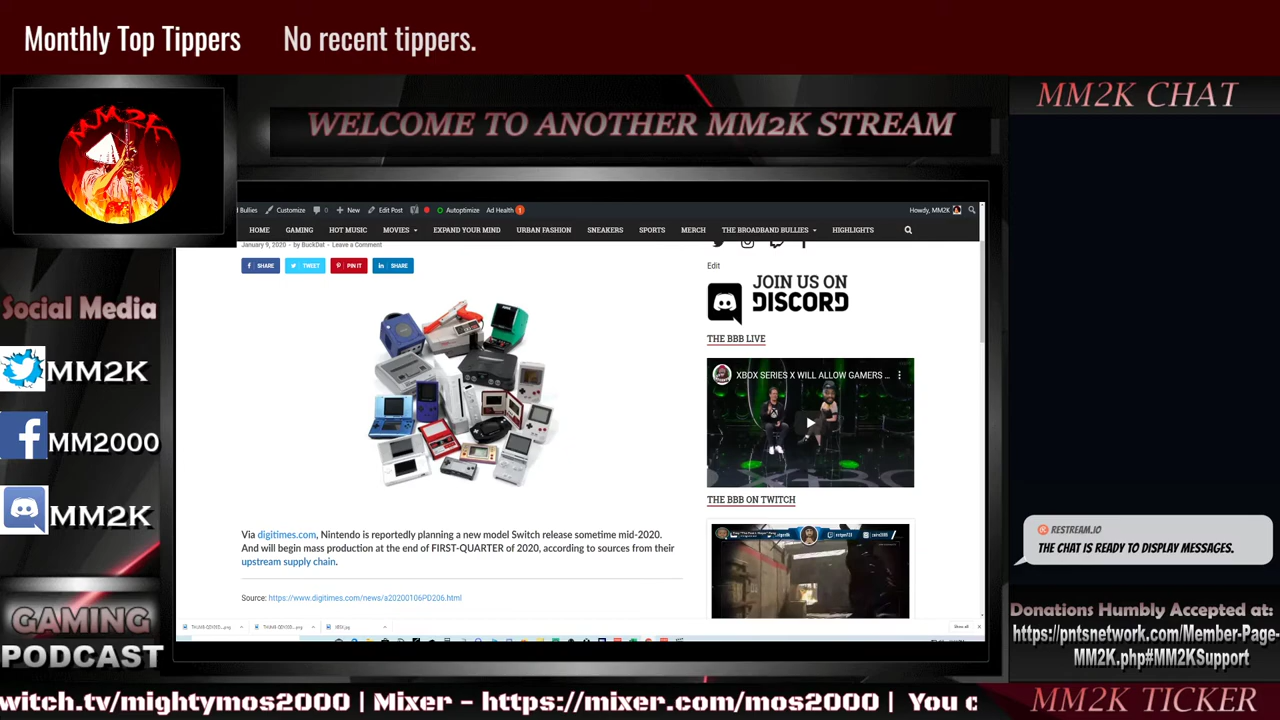 Monthly Top Tippers No recent tippers.
MM2K
WELCOME TO ANOTHER MM2K STREAM
MM2K CHAT
Bullies Customize 0 New Edit Post Autoptimize Ad Health 1 Howdy, MM2K
HOME GAMING HOT MUSIC MOVIES EXPAND YOUR MIND URBAN FASHION SNEAKERS SPORTS MERCH THE BROADBAND BULLIES HIGHLIGHTS
January 9, 2020 - by BuckDat - Leave a Comment
SHARE TWEET PIN IT SHARE
Edit
JOIN US ON
DISCORD
THE BBB LIVE
XBOX SERIES X WILL ALLOW GAMERS ...
THE BBB ON TWITCH
Via digitimes.com, Nintendo is reportedly planning a new model Switch release sometime mid-2020.
And will begin mass production at the end of FIRST-QUARTER of 2020, according to sources from their
upstream supply chain.
Source: https://www.digitimes.com/news/a20200106PD206.html
Show all
Social Media
MM2K
MM2000
MM2K
GAMING
PODCAST
RESTREAM.IO
THE CHAT IS READY TO DISPLAY MESSAGES.
Donations Humbly Accepted at:
https://pntsnetwork.com/Member-Page-
MM2K.php#MM2KSupport
witch.tv/mightymos2000 | Mixer - https://mixer.com/mos2000 | You c
MM2K TICKER